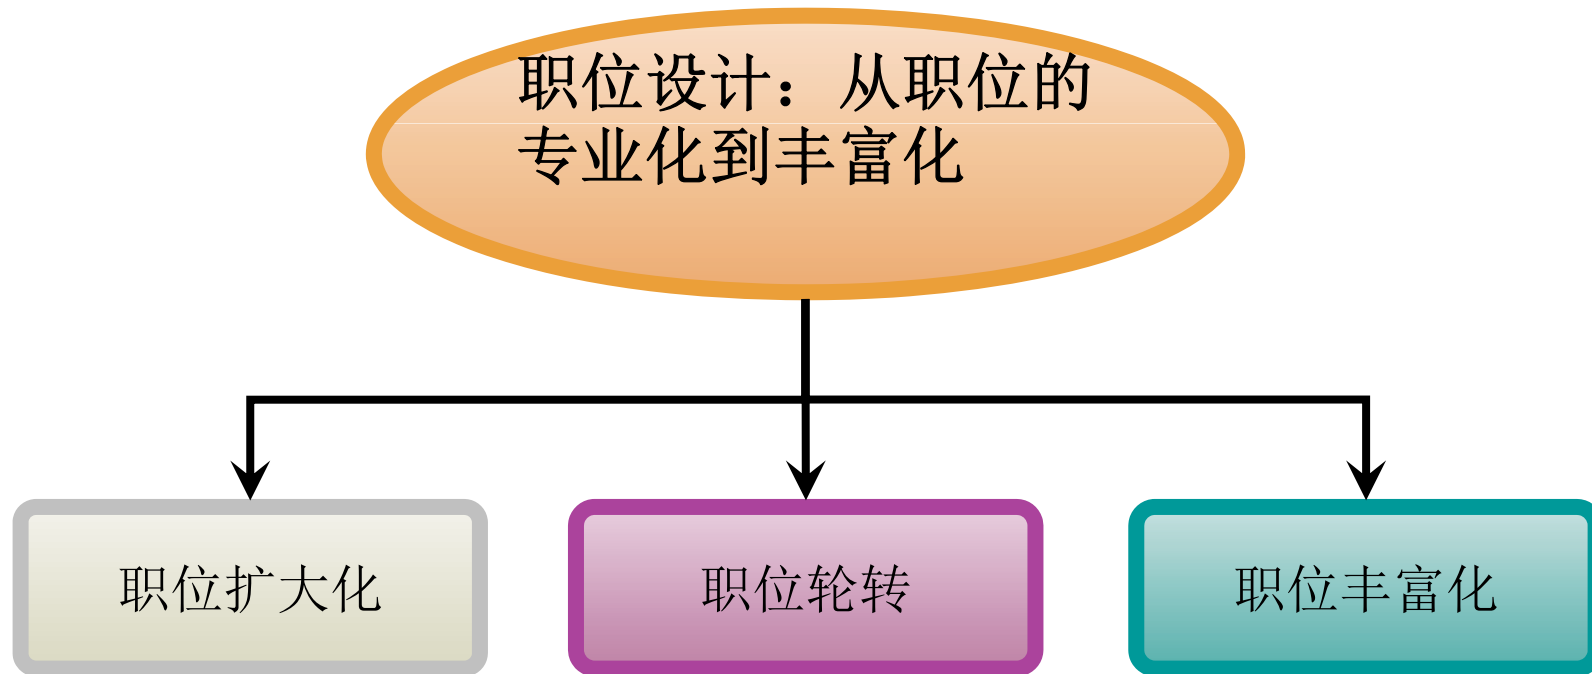 职位设计：从职位的
专业化到丰富化
职位扩大化
职位轮转
职位丰富化